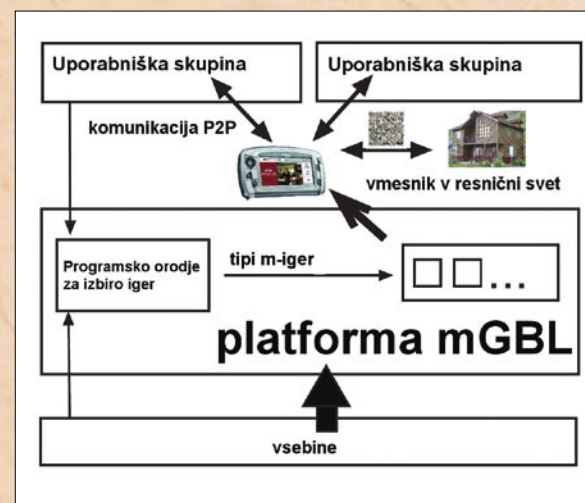 Uporabniška skupina
Uporabniška skupina
komunikacija P2P
vmesnik v resnični svet
Programsko orodje
za izbiro iger
tipi m-iger
platforma mGBL
vsebine